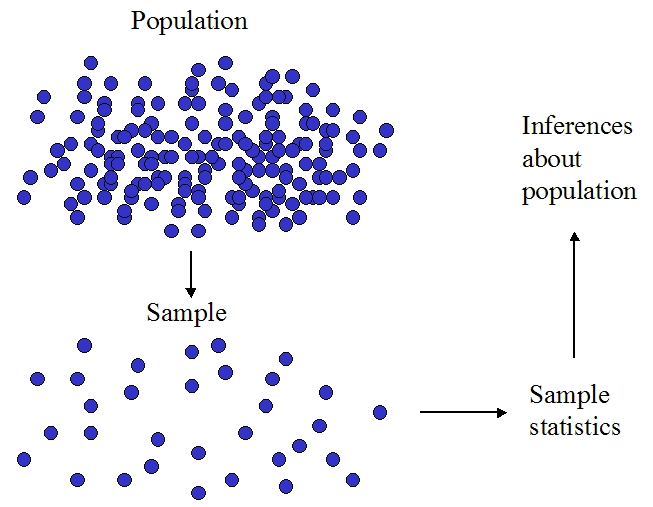 Population
Inferences
about
population
Sample
Sample
statistics